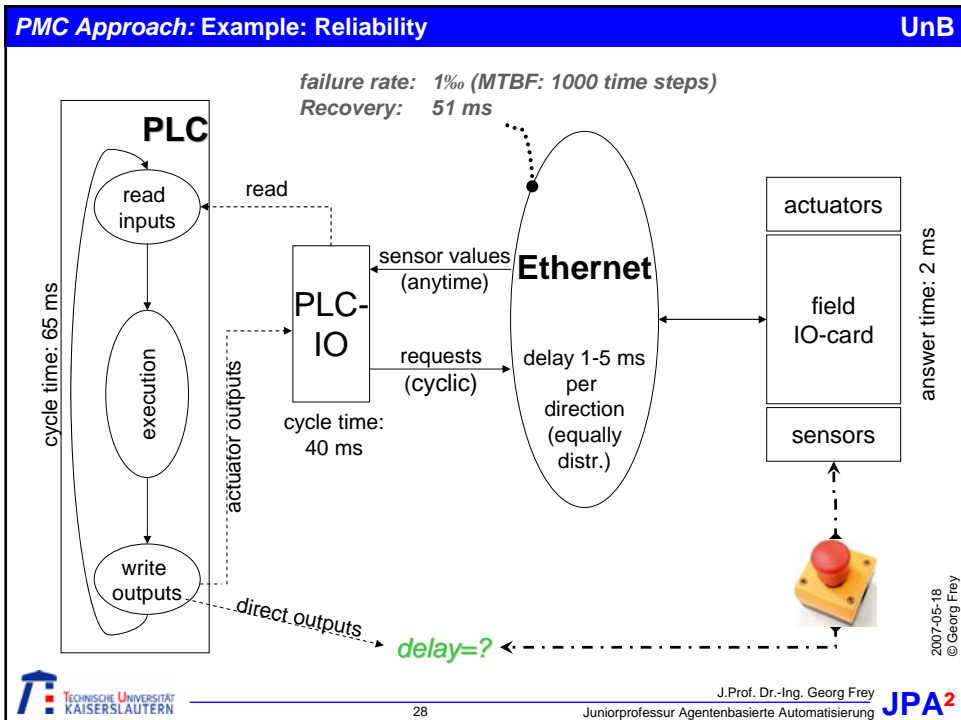 PMC Approach: Example: Reliability
UnB
failure rate: 1‰ (MTBF: 1000 time steps)
Recovery: 51 ms
PLC
read
inputs
execution
write
outputs
cycle time: 65 ms
read
actuator outputs
direct outputs
PLC-
IO
cycle time:
40 ms
sensor values
(anytime)
requests
(cyclic)
Ethernet
delay 1-5 ms
per
direction
(equally
distr.)
actuators
field
IO-card
sensors
answer time: 2 ms
delay=?
2007-05-18
© Georg Frey
TECHNISCHE UNIVERSITÄT
KAISERSLAUTERN
28
J.Prof. Dr.-Ing. Georg Frey
Juniorprofessur Agentenbasierte Automatisierung
JPA²